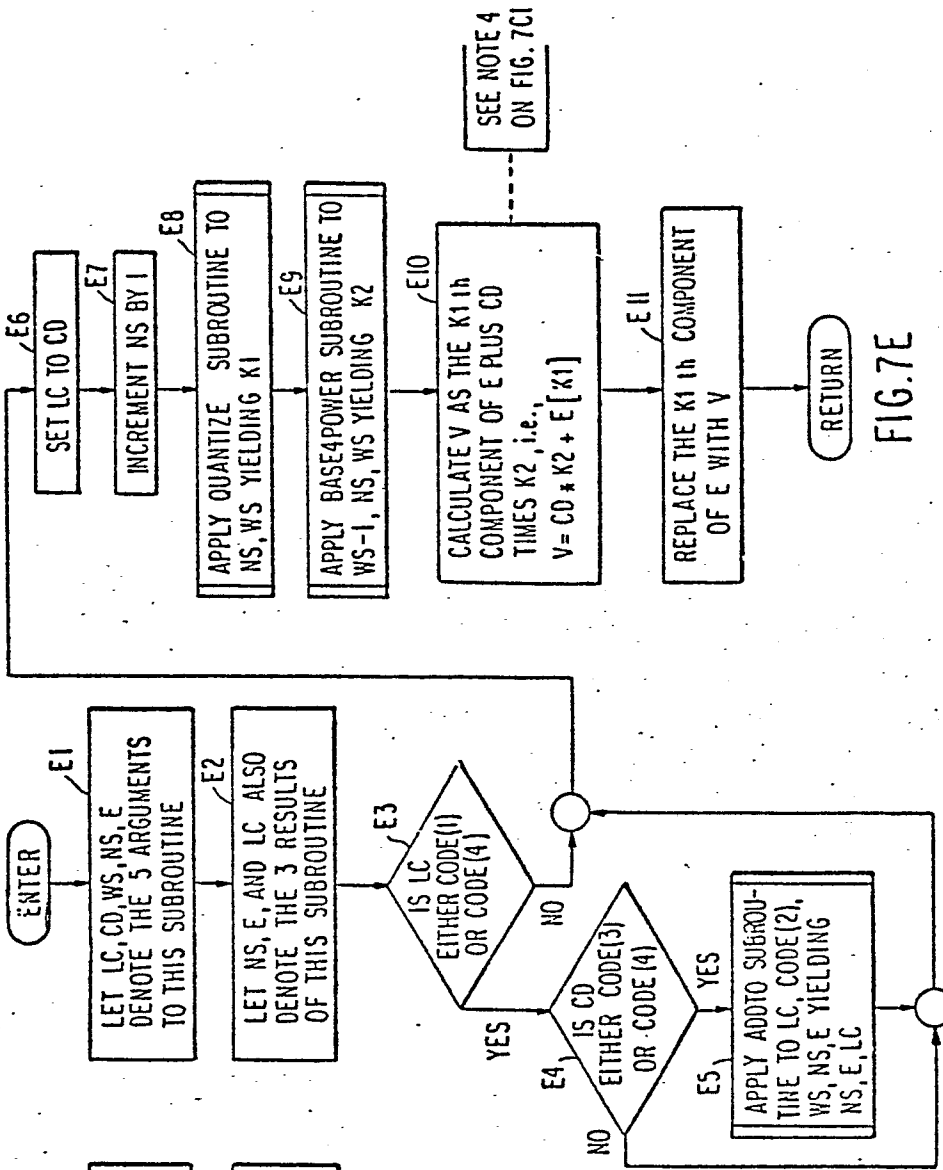 ENTER
E1
LET LC,CD,WS,NS,E
DENOTE THE 5 ARGUMENTS
TO THIS SUBROUTINE
E2
LET NS,E, AND LC ALSO
DENOTE THE 3 RESULTS
OF THIS SUBROUTINE
E3
IS LC
EITHER CODE(1)
OR CODE(4)
YES
NO
E4
IS CD
EITHER CODE(3)
OR CODE(4)
NO
YES
E5
APPLY ADDTO SUBROU-
TINE TO LC, CODE(2),
WS,NS,E YIELDING
NS,E,LC
E6
SET LC TO CD
E7
INCREMENT NS BY 1
E8
APPLY QUANTIZE SUBROUTINE TO
NS,WS YIELDING K1
E9
APPLY BASE4POWER SUBROUTINE TO
WS-1, NS,WS YIELDING K2
E10
CALCULATE V AS THE K1th
COMPONENT OF E PLUS CD
TIMES K2, i.e.,
V=CD*K2+E[K1]
SEE NOTE 4
ON FIG. 7C1
E11
REPLACE THE K1th COMPONENT
OF E WITH V
RETURN
FIG.7E